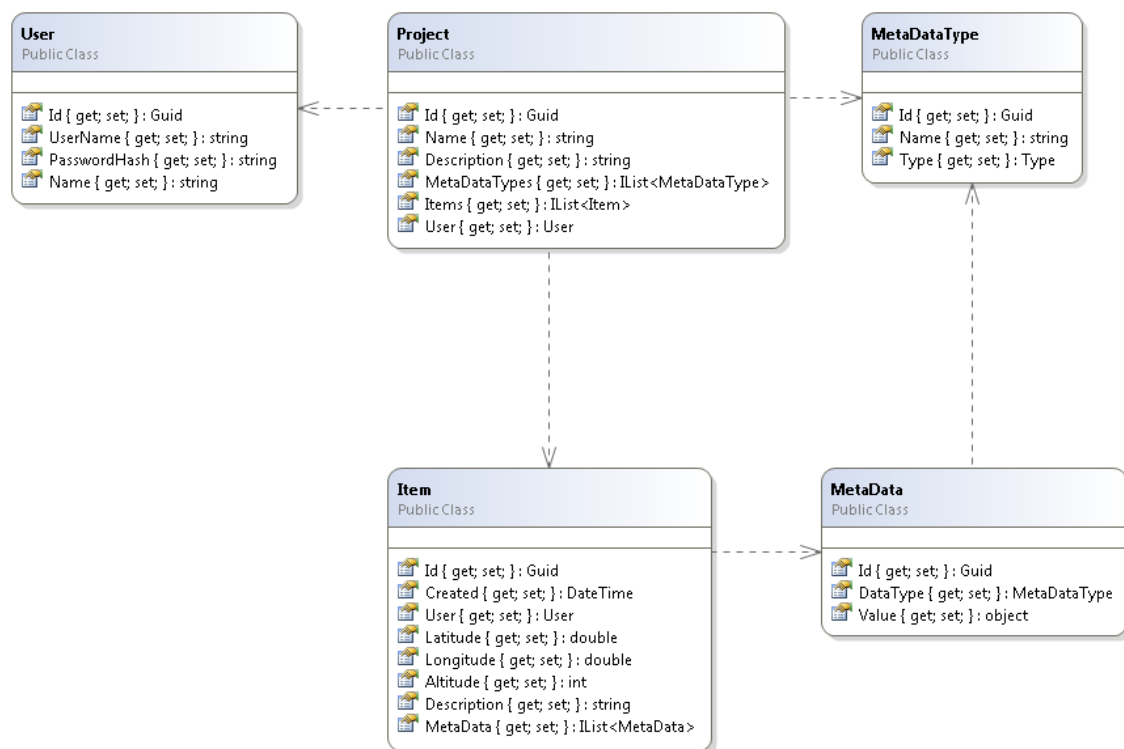 User
Public Class
Id { get; set; } : Guid
UserName { get; set; } : string
PasswordHash { get; set; } : string
Name { get; set; } : string
Project
Public Class
Id { get; set; } : Guid
Name { get; set; } : string
Description { get; set; } : string
MetaDataTypes { get; set; } : IList<MetaDataType>
Items { get; set; } : IList<Item>
User { get; set; } : User
MetaDataType
Public Class
Id { get; set; } : Guid
Name { get; set; } : string
Type { get; set; } : Type
Item
Public Class
Id { get; set; } : Guid
Created { get; set; } : DateTime
User { get; set; } : User
Latitude { get; set; } : double
Longitude { get; set; } : double
Altitude { get; set; } : int
Description { get; set; } : string
MetaData { get; set; } : IList<MetaData>
MetaData
Public Class
Id { get; set; } : Guid
DataType { get; set; } : MetaDataType
Value { get; set; } : object